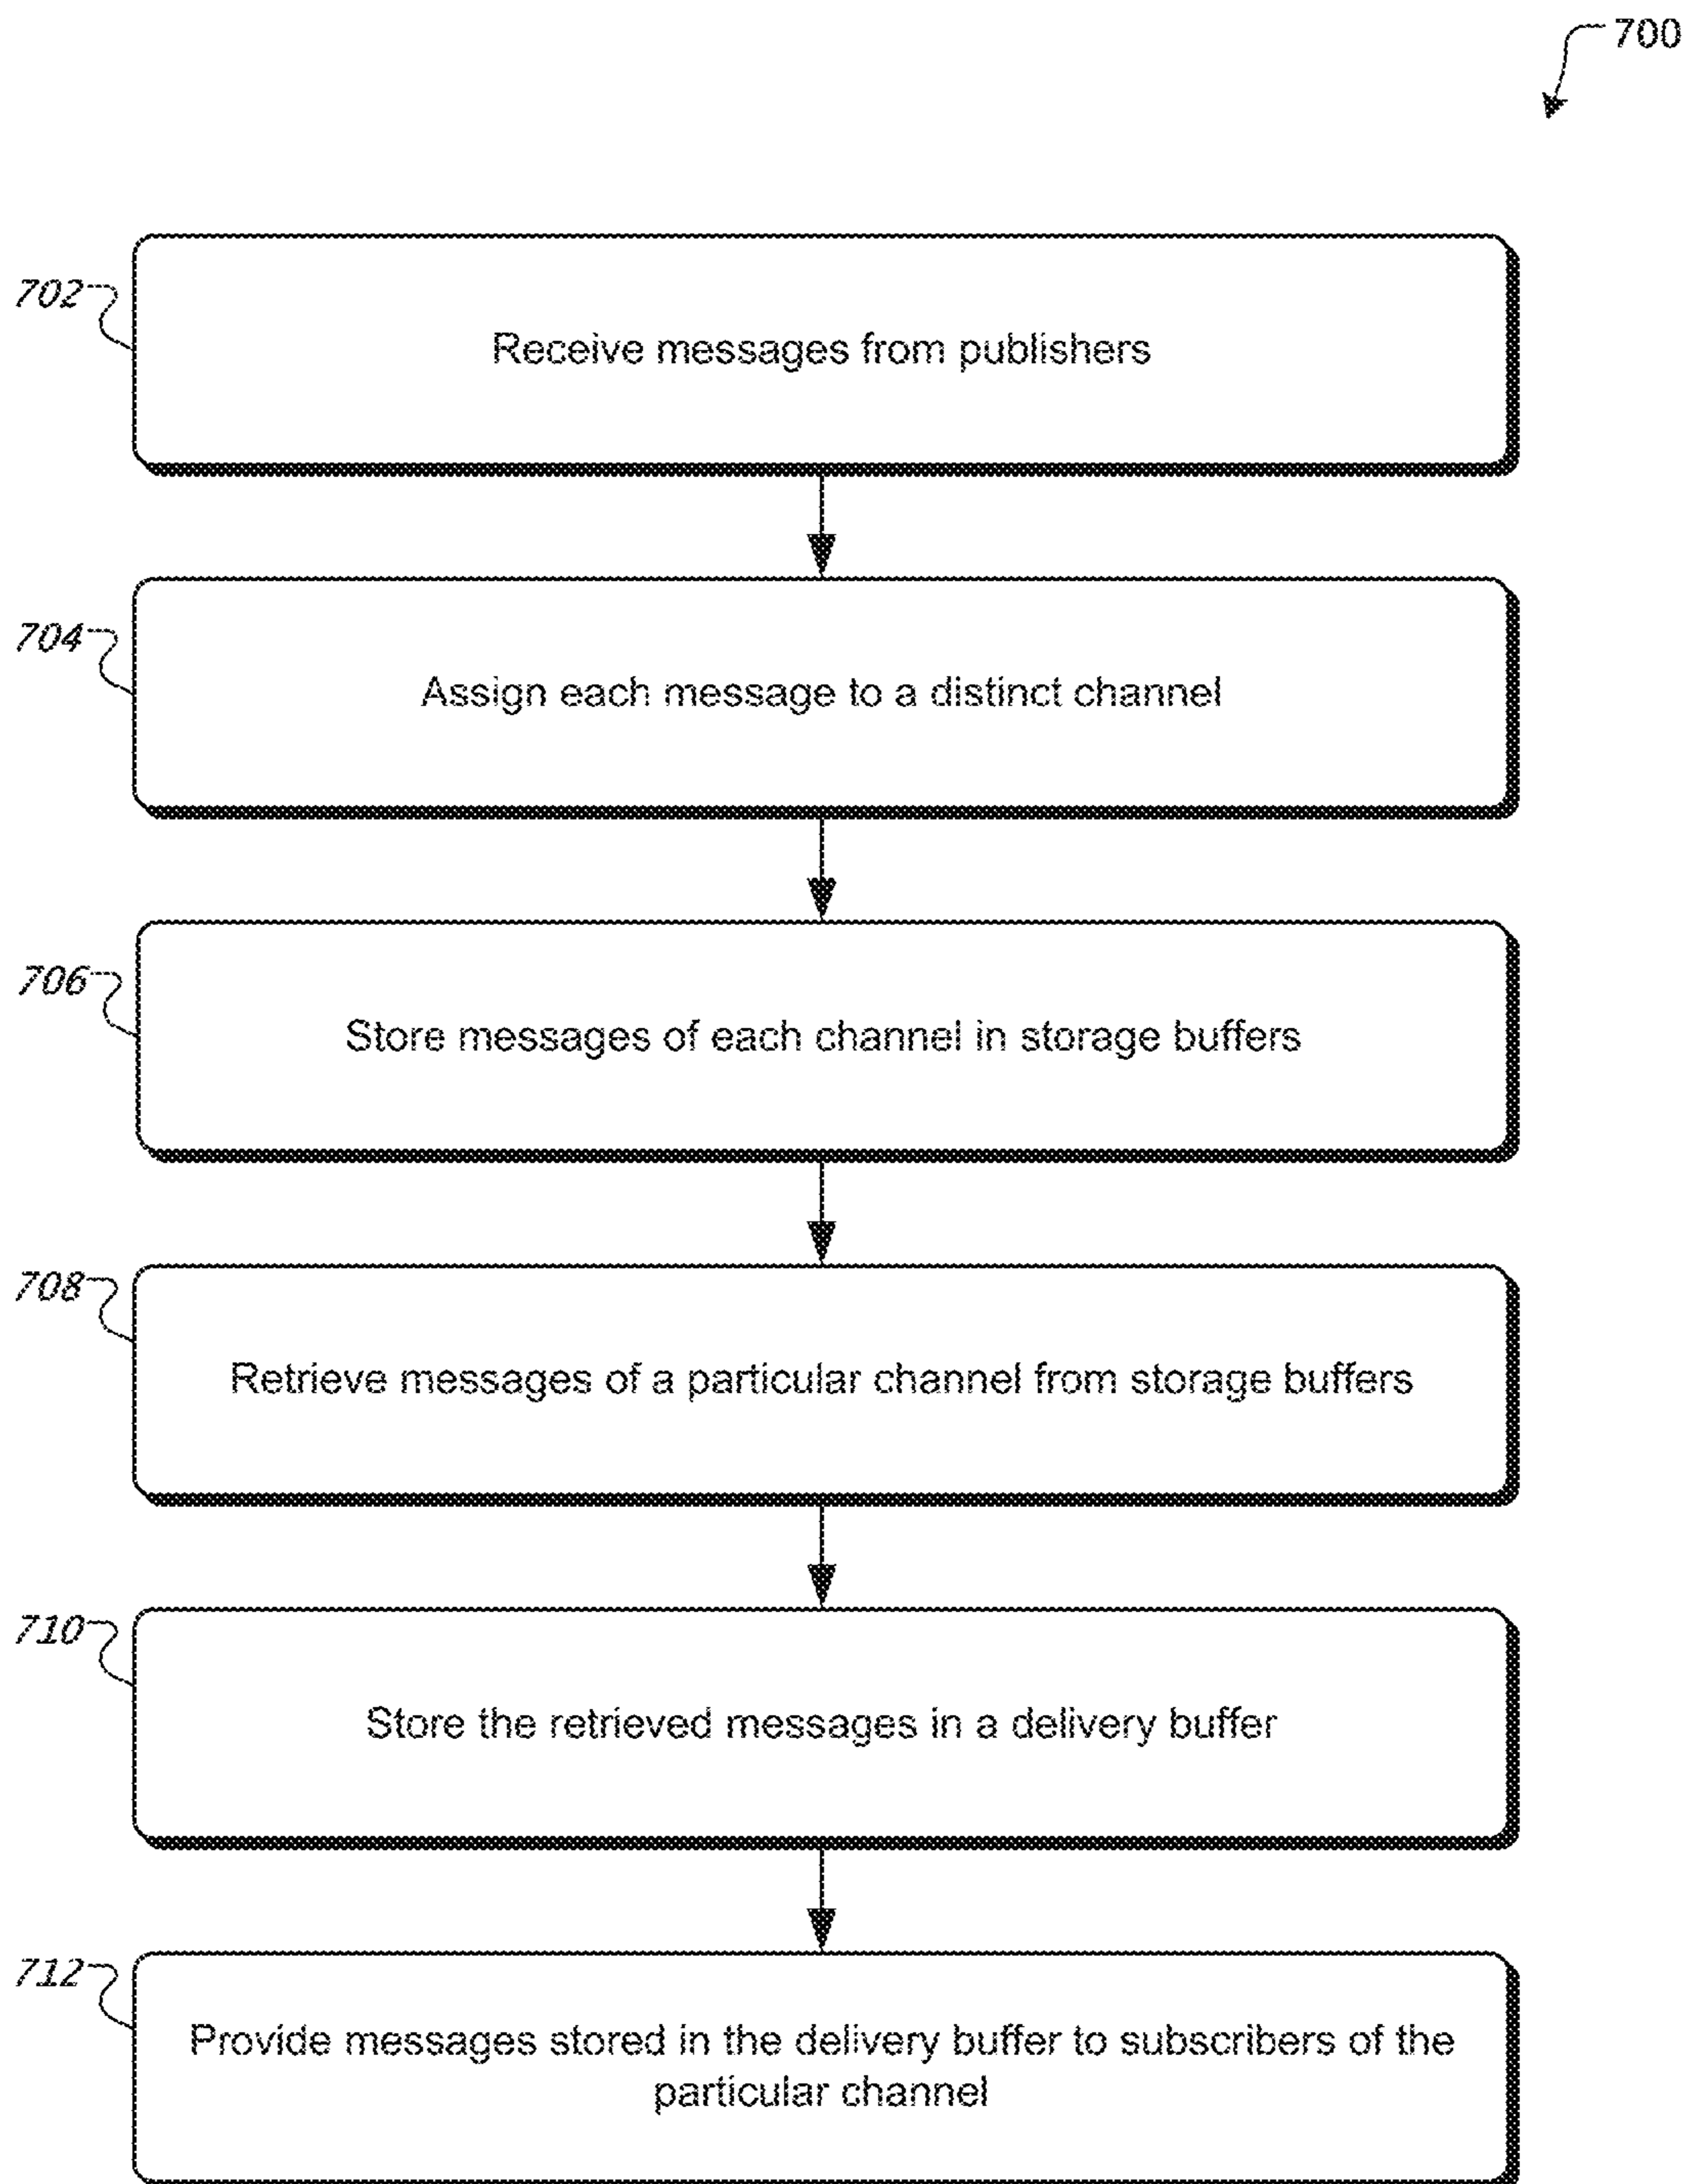 700
702
Receive messages from publishers
704
Assign each message to a distinct channel
706
Store messages of each channel in storage buffers
708
Retrieve messages of a particular channel from storage buffers
710
Store the retrieved messages in a delivery buffer
712
Provide messages stored in the delivery buffer to subscribers of the
particular channel